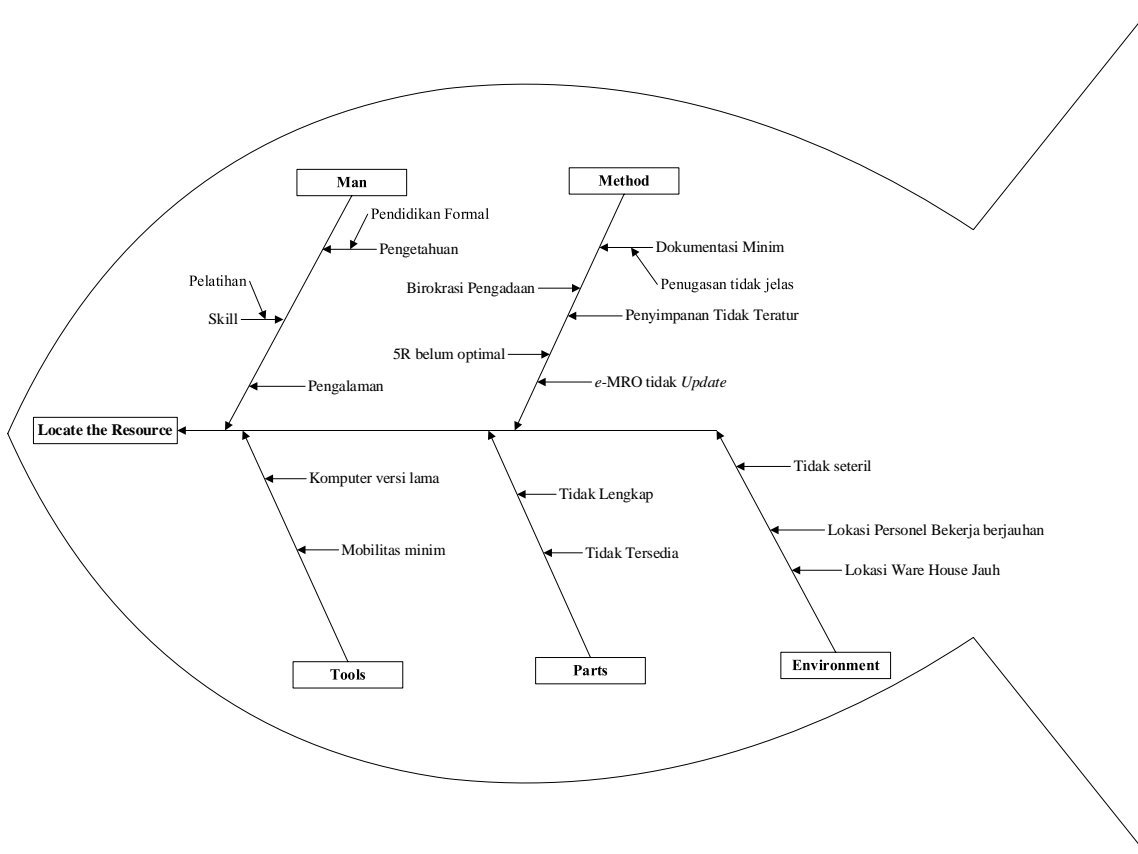 Man
Method
Pendidikan Formal
Pengetahuan
Dokumentasi Minim
Pelatihan
Birokrasi Pengadaan
Penugasan tidak jelas
Skill
Penyimpanan Tidak Teratur
5R belum optimal
Pengalaman
e-MRO tidak Update
Locate the Resource
Komputer versi lama
Tidak Lengkap
Tidak seteril
Mobilitas minim
Tidak Tersedia
Lokasi Personel Bekerja berjauhan
Lokasi Ware House Jauh
Tools
Parts
Environment